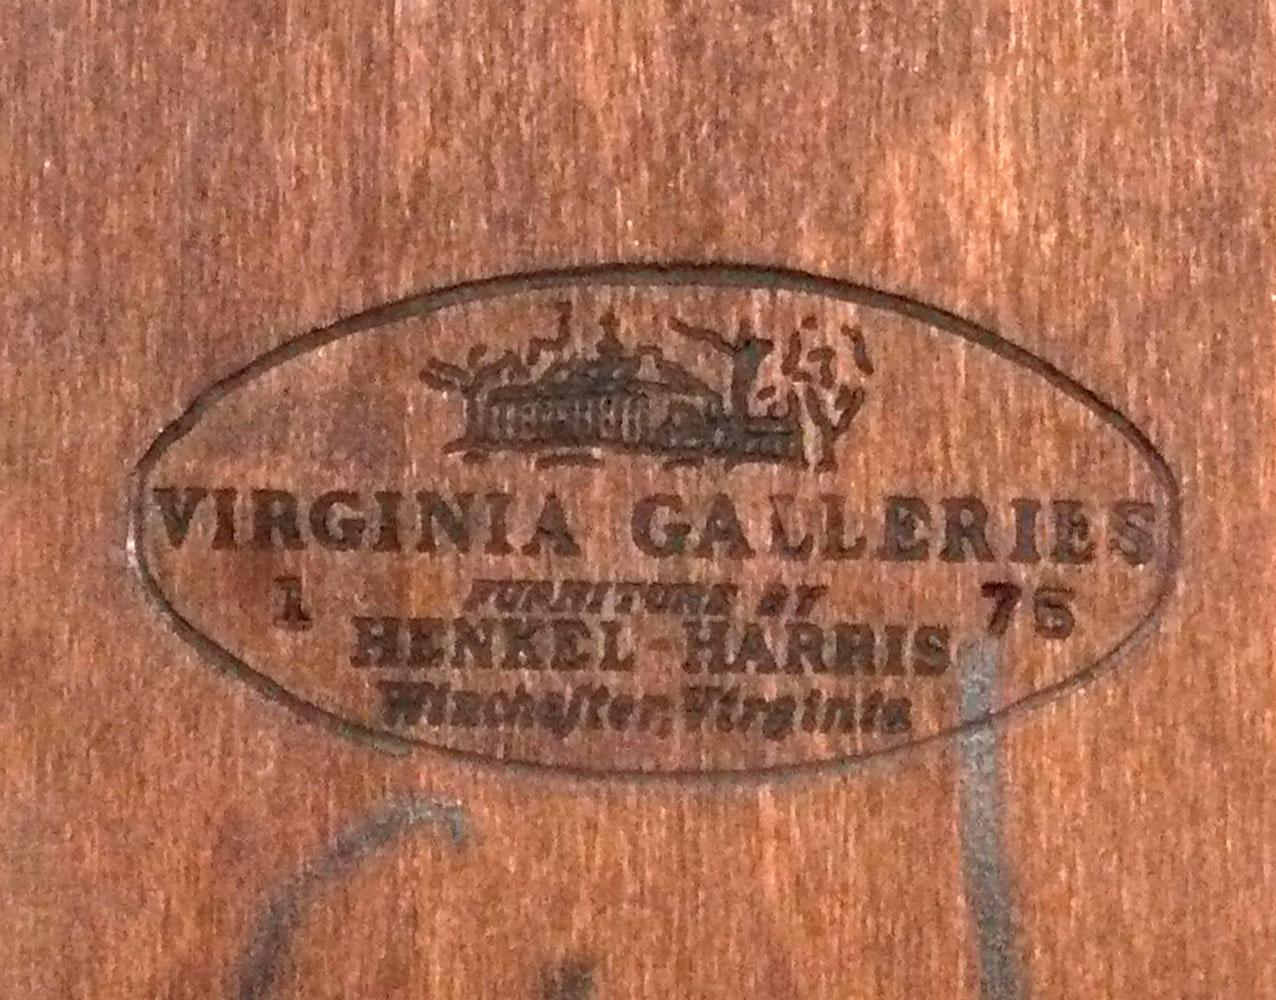 VIRGINIA GALLERIES
1 FURNITURE BY 75
HENKEL-HARRIS
Winchester, Virginia